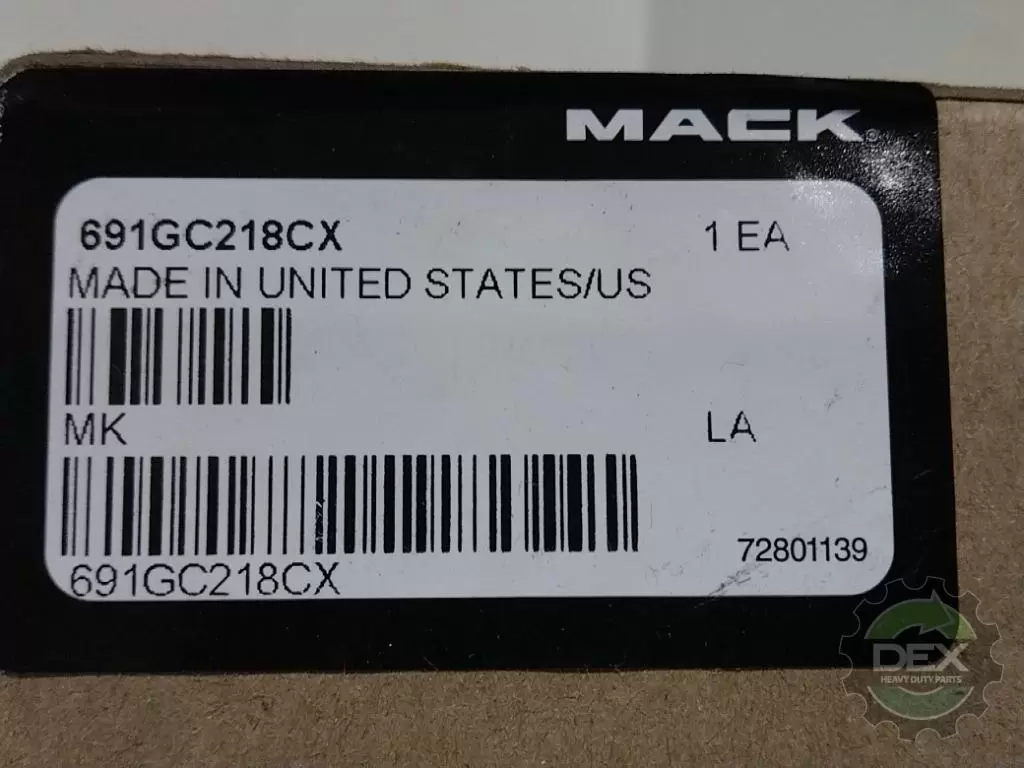 MACK
691GC218CX 1 EA
MADE IN UNITED STATES/US
MK LA
72801139
691GC218CX
DEX
HEAVY DUTY PARTS